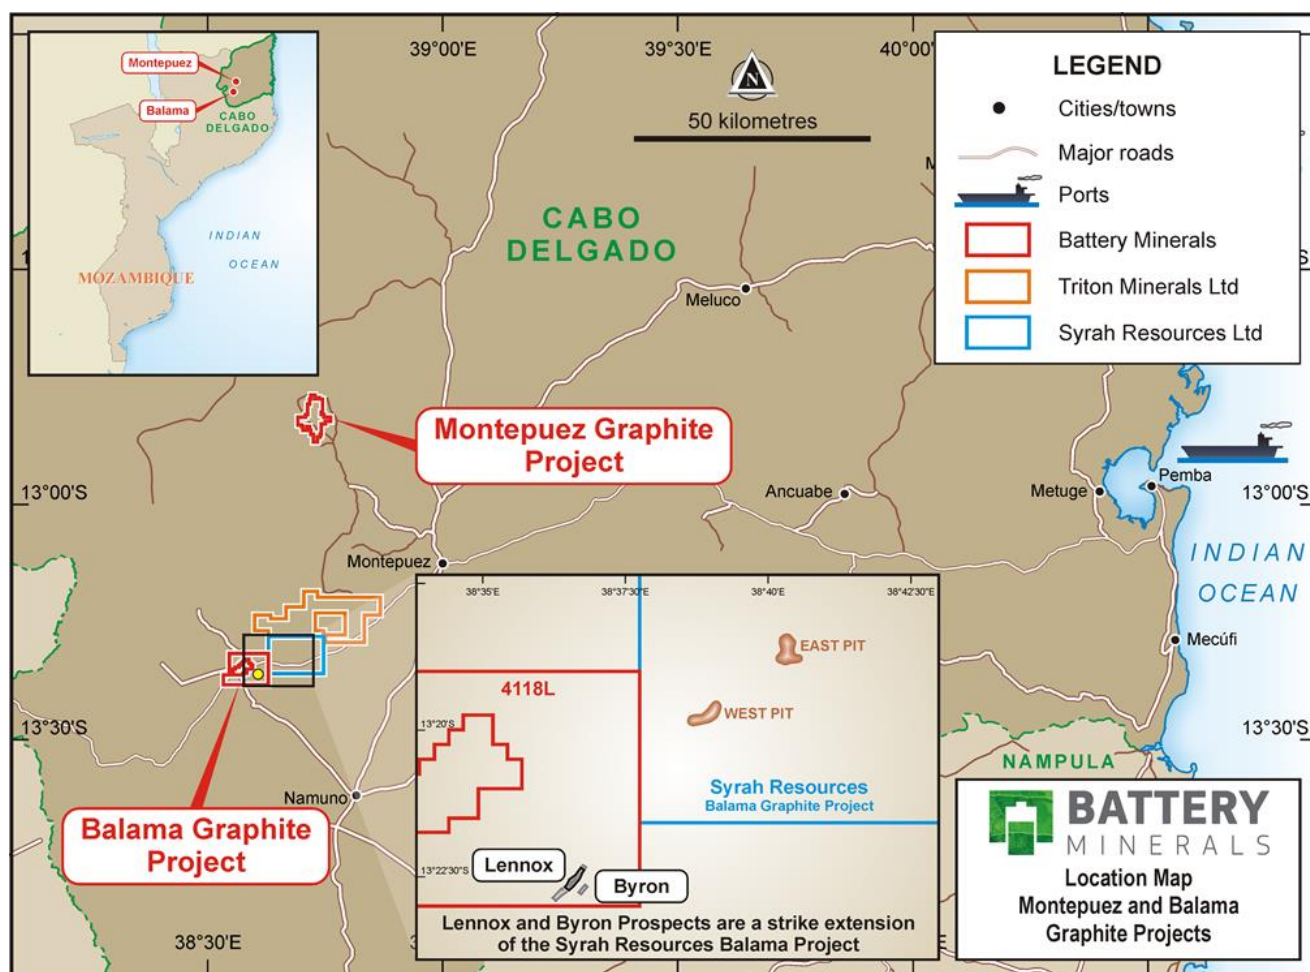 39°00'E
39°30'E
40°00'E
Montepuez
Balama
CABO
DELGADO
INDIAN
OCEAN
MOZAMBIQUE
N
50 kilometres
LEGEND
Cities/towns
Major roads
Ports
Battery Minerals
Triton Minerals Ltd
Syrah Resources Ltd
CABO
DELGADO
Meluco
Montepuez Graphite
Project
13°00'S
Ancuabe
Metuge
Pemba
13°00'S
Montepuez
INDIAN
OCEAN
Mecúfi
38°35'E
38°37'30"E
38°40'E
38°42'30"E
EAST PIT
4118L
WEST PIT
13°20'S
Syrah Resources
Balama Graphite Project
13°22'30"S
Lennox
Byron
Lennox and Byron Prospects are a strike extension
of the Syrah Resources Balama Project
13°30'S
13°30'S
NAMPULA
Namuno
Balama Graphite
Project
38°30'E
BATTERY
MINERALS
Location Map
Montepuez and Balama
Graphite Projects